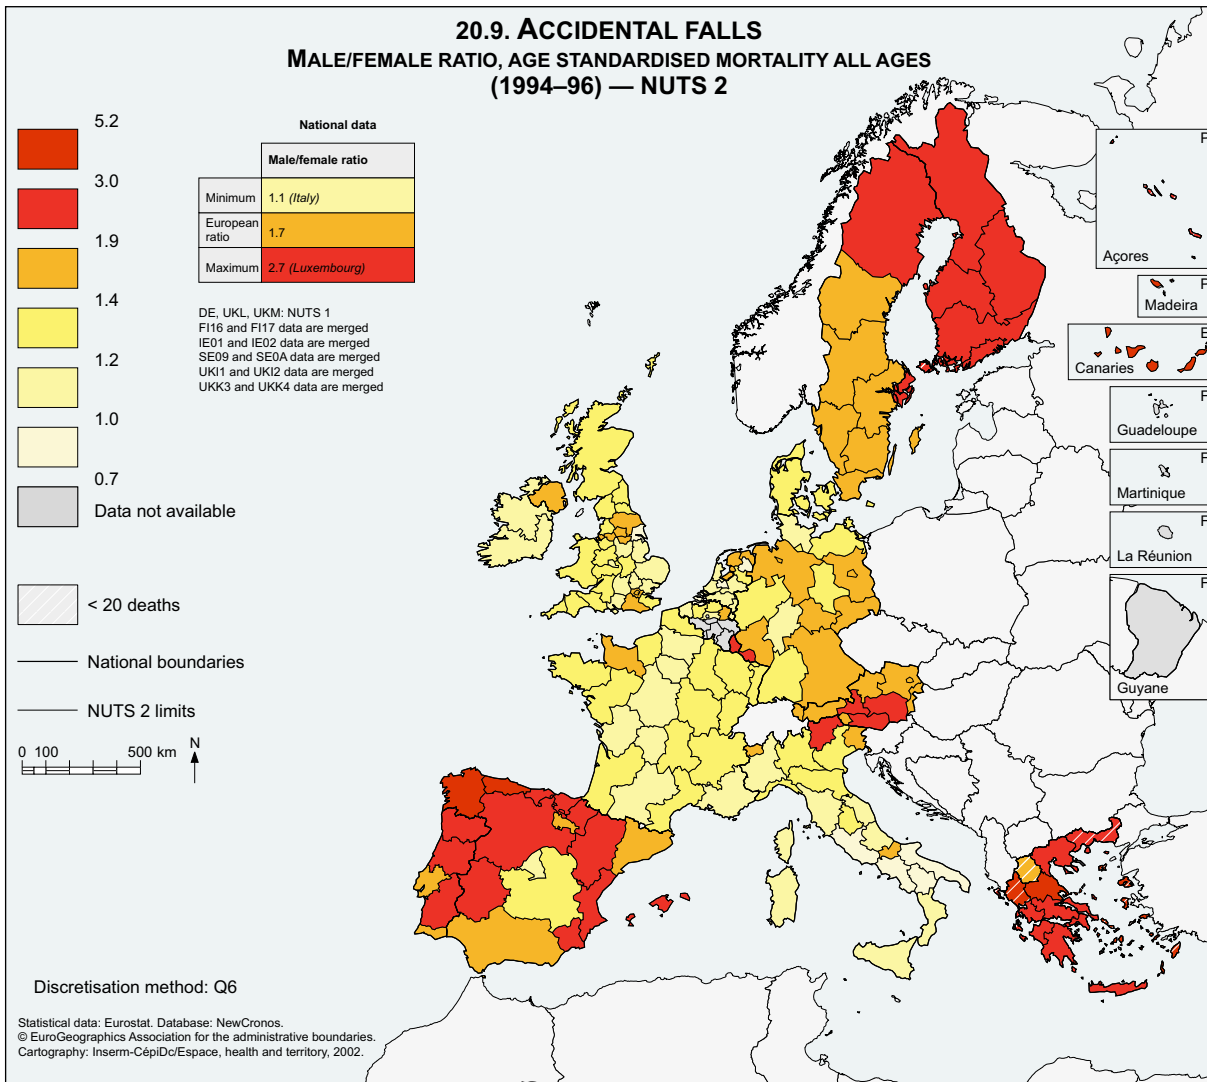 20.9. ACCIDENTAL FALLS
MALE/FEMALE RATIO, AGE STANDARDISED MORTALITY ALL AGES
(1994–96) — NUTS 2
5.2
3.0
1.9
1.4
1.2
1.0
0.7
Data not available
< 20 deaths
National boundaries
NUTS 2 limits
0 100 500 km
N
National data
Male/female ratio
Minimum 1.1 (Italy)
European ratio 1.7
Maximum 2.7 (Luxembourg)
DE, UKL, UKM: NUTS 1
FI16 and FI17 data are merged
IE01 and IE02 data are merged
SE09 and SE0A data are merged
UKI1 and UKI2 data are merged
UKK3 and UKK4 data are merged
F
Açores
F
Madeira
E
Canaries
F
Guadeloupe
F
Martinique
F
La Réunion
F
Guyane
Discretisation method: Q6
Statistical data: Eurostat. Database: NewCronos.
© EuroGeographics Association for the administrative boundaries.
Cartography: Inserm-CépiDc/Espace, health and territory, 2002.